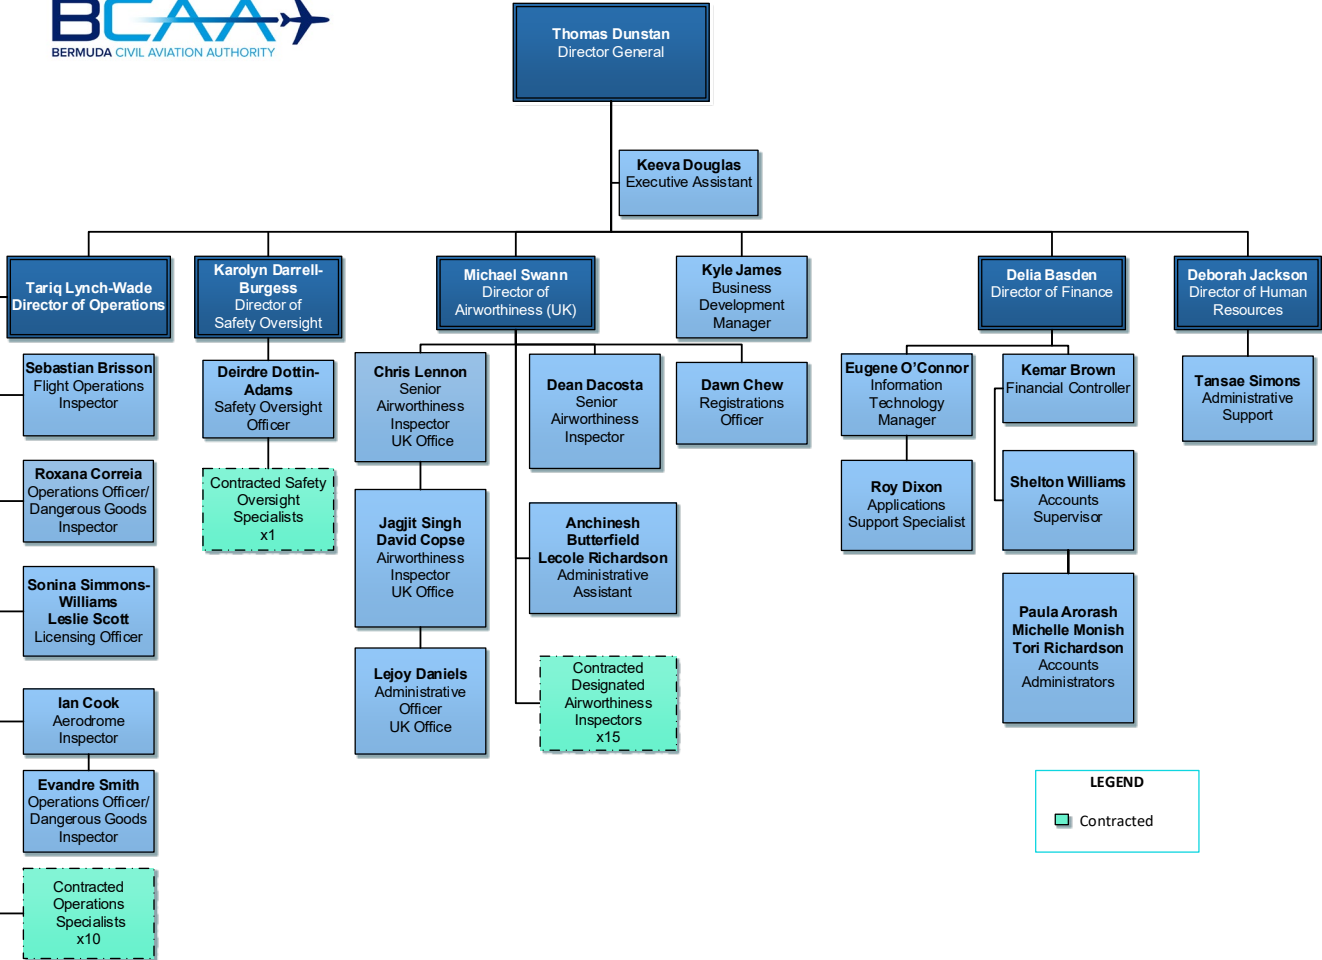 BCAA
BERMUDA CIVIL AVIATION AUTHORITY
Thomas Dunstan
Director General
Keeva Douglas
Executive Assistant
Tariq Lynch-Wade
Director of Operations
Karolyn Darrell-
Burgess
Director of
Safety Oversight
Michael Swann
Director of
Airworthiness (UK)
Kyle James
Business
Development
Manager
Delia Basden
Director of Finance
Deborah Jackson
Director of Human
Resources
Sebastian Brisson
Flight Operations
Inspector
Roxana Correia
Operations Officer/
Dangerous Goods
Inspector
Sonina Simmons-
Williams
Leslie Scott
Licensing Officer
Ian Cook
Aerodrome
Inspector
Evandre Smith
Operations Officer/
Dangerous Goods
Inspector
Contracted
Operations
Specialists
x10
Deirdre Dottin-
Adams
Safety Oversight
Officer
Contracted Safety
Oversight
Specialists
x1
Chris Lennon
Senior
Airworthiness
Inspector
UK Office
Jagjit Singh
David Copse
Airworthiness
Inspector
UK Office
Lejoy Daniels
Administrative
Officer
UK Office
Dean Dacosta
Senior
Airworthiness
Inspector
Anchinesh
Butterfield
Lecole Richardson
Administrative
Assistant
Contracted
Designated
Airworthiness
Inspectors
x15
Dawn Chew
Registrations
Officer
Eugene O’Connor
Information
Technology
Manager
Roy Dixon
Applications
Support Specialist
Kemar Brown
Financial Controller
Shelton Williams
Accounts
Supervisor
Paula Arorash
Michelle Monish
Tori Richardson
Accounts
Administrators
Tansae Simons
Administrative
Support
LEGEND
Contracted